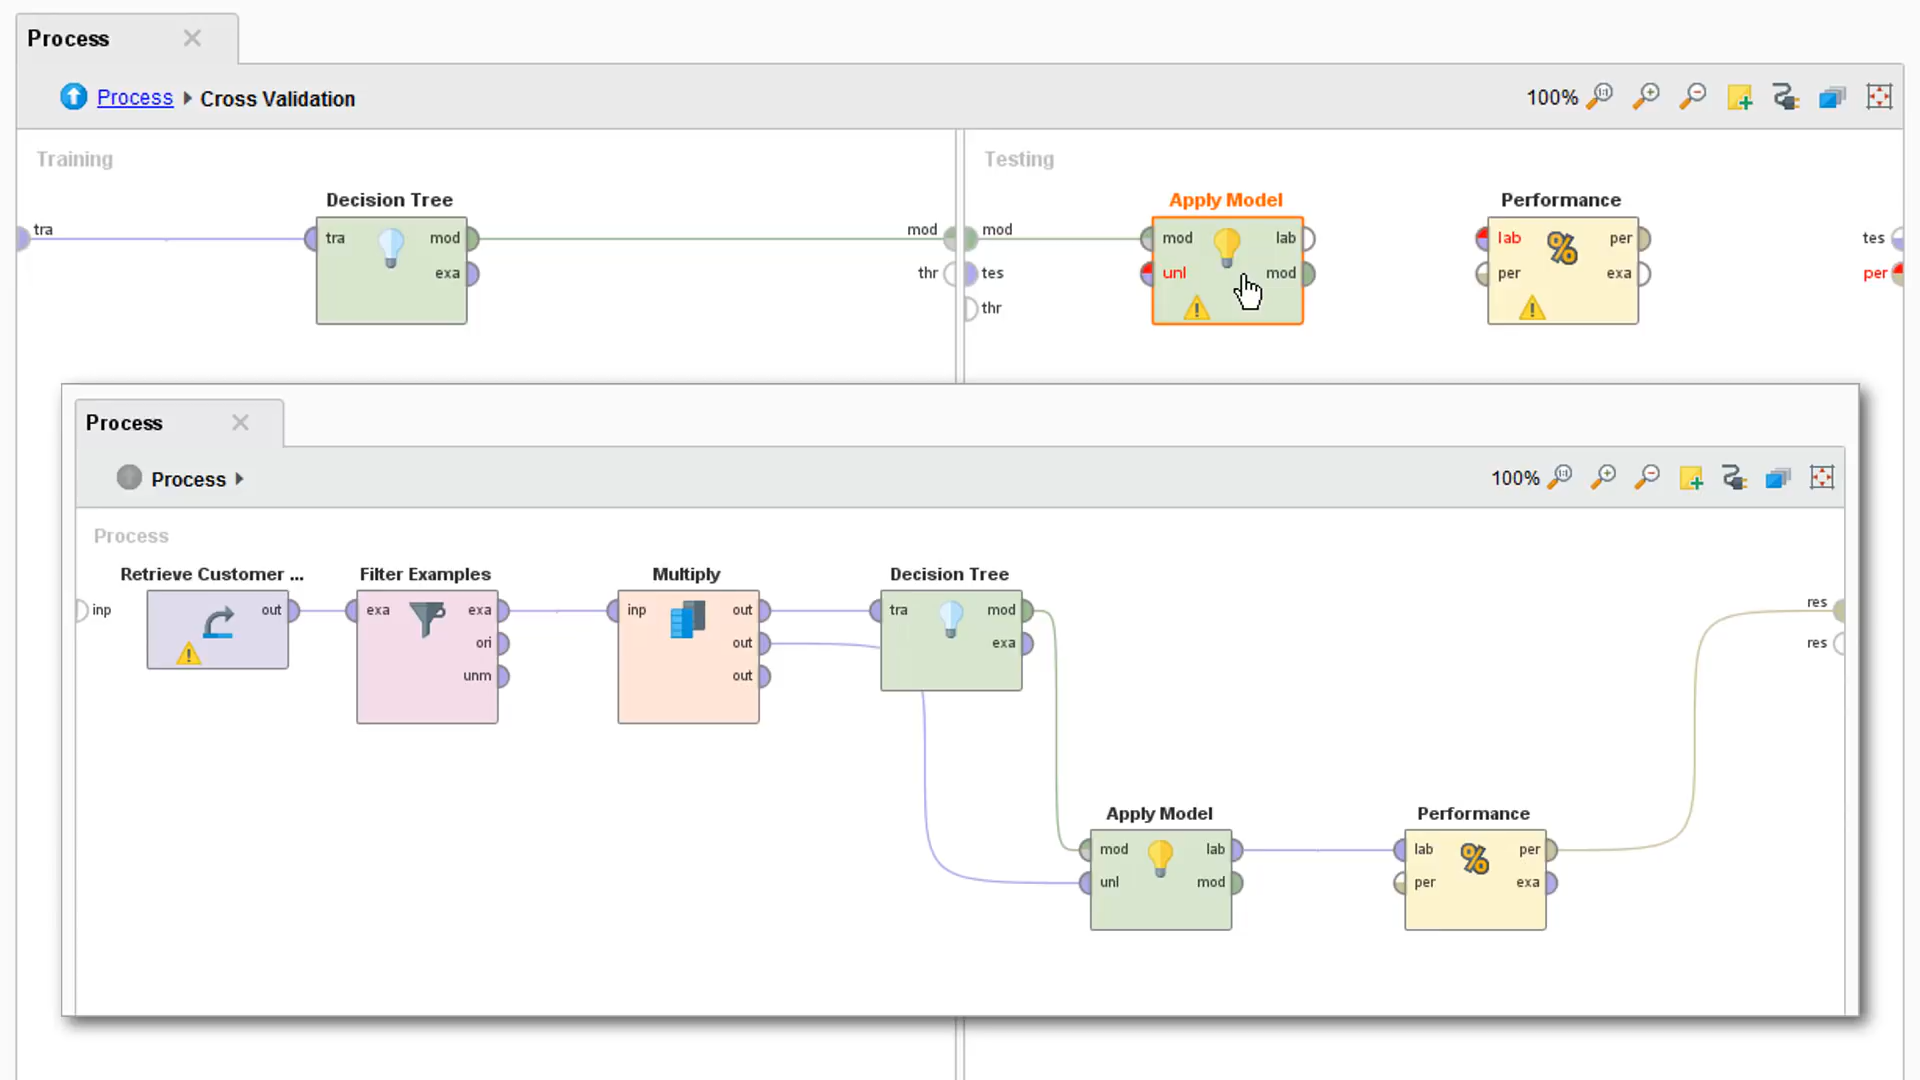 Process
Process Cross Validation 100%
Training Testing
Decision Tree Apply Model Performance
tra tra mod mod mod mod lab lab per tes
exa thr tes unl mod per exa per
thr
Process
Process 100%
Process
Retrieve Customer ... Filter Examples Multiply Decision Tree
inp out exa exa inp out tra mod res
ori out exa res
unm out
Apply Model Performance
mod lab lab per
unl mod per exa